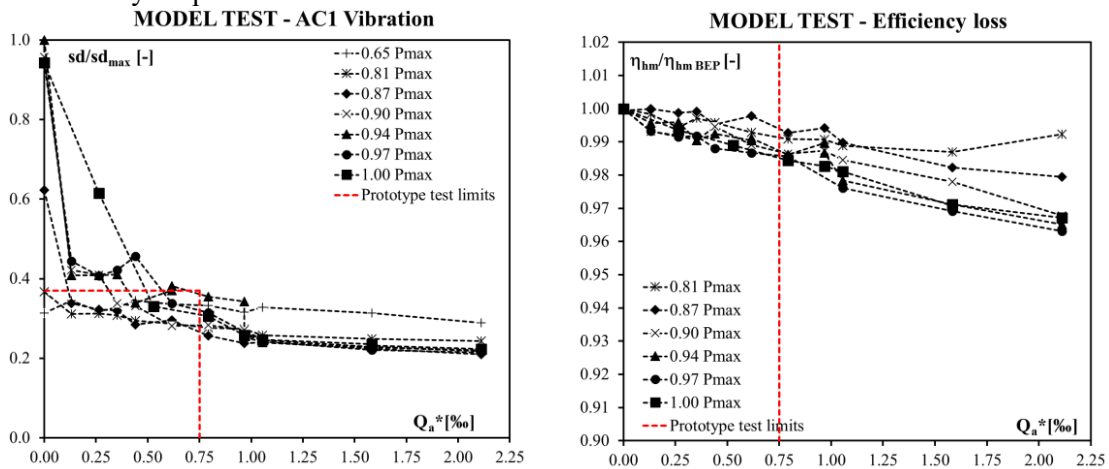 MODEL TEST - AC1 Vibration
sd/sdmax [-]
0.65 Pmax
0.81 Pmax
0.87 Pmax
0.90 Pmax
0.94 Pmax
0.97 Pmax
1.00 Pmax
Prototype test limits
1.0
0.8
0.6
0.4
0.2
0.0
Qa*[‰]
0.00 0.25 0.50 0.75 1.00 1.25 1.50 1.75 2.00 2.25
MODEL TEST - Efficiency loss
ηhm/ηhm BEP [-]
1.02
1.01
1.00
0.99
0.98
0.97
0.96
0.95
0.94
0.93
0.92
0.91
0.90
0.81 Pmax
0.87 Pmax
0.90 Pmax
0.94 Pmax
0.97 Pmax
1.00 Pmax
Prototype test limits
Qa*[‰]
0.00 0.25 0.50 0.75 1.00 1.25 1.50 1.75 2.00 2.25